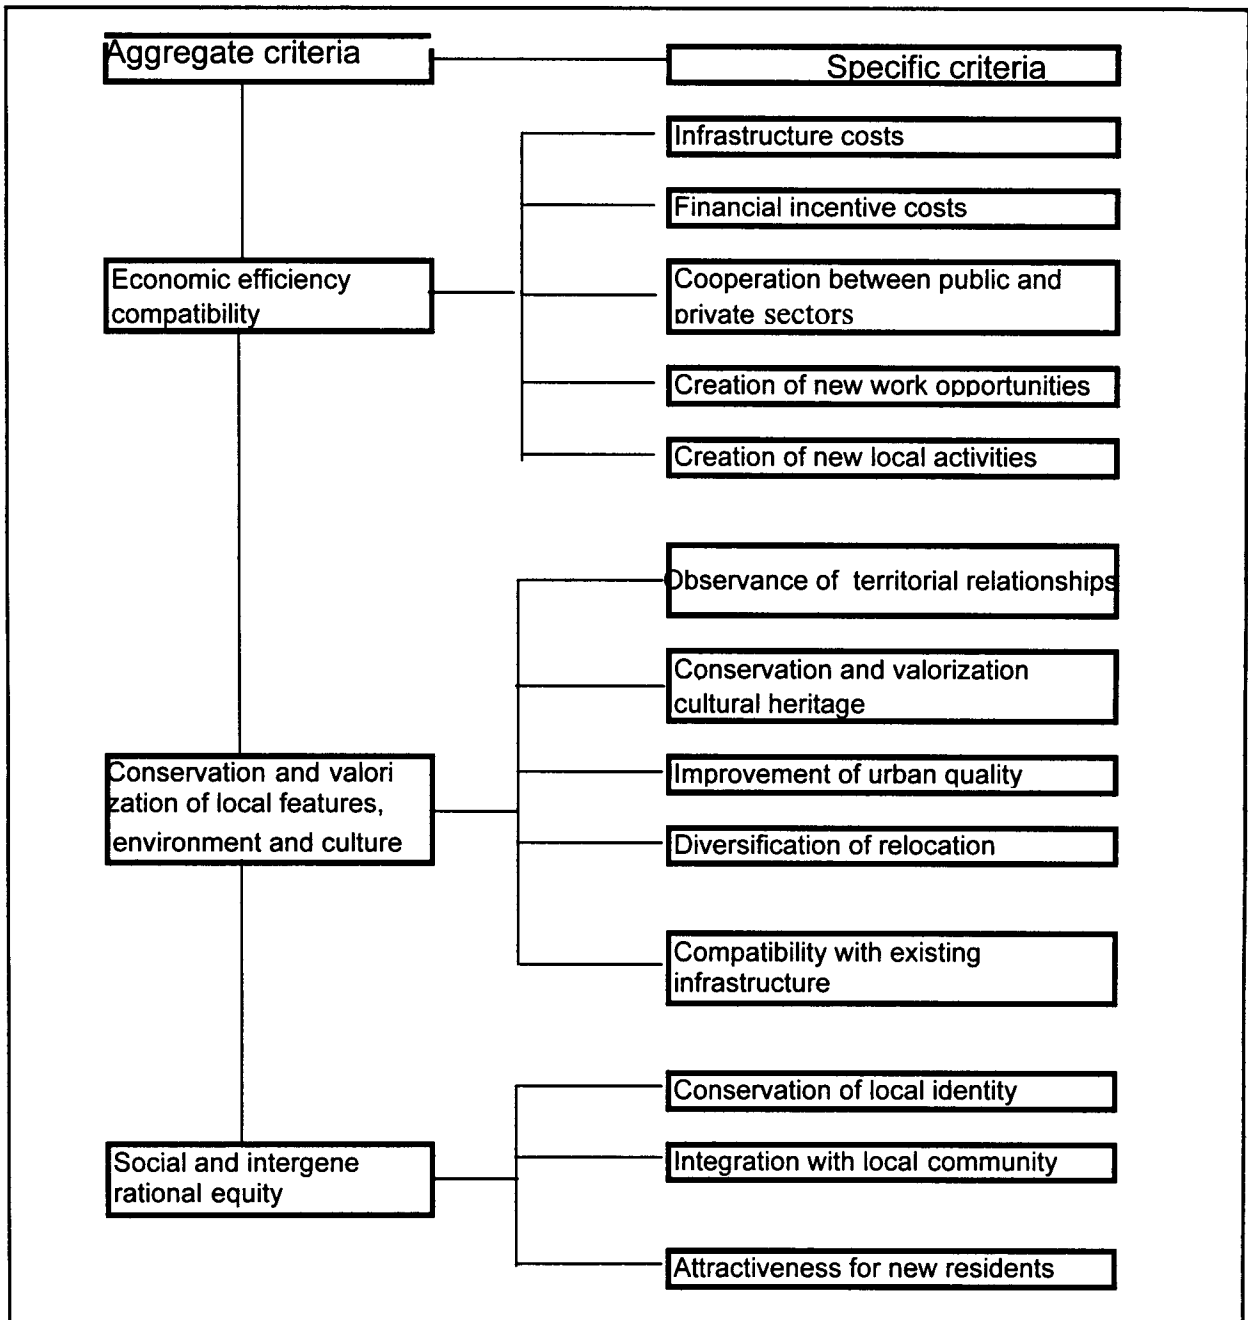 Aggregate criteria
Specific criteria
Infrastructure costs
Financial incentive costs
Economic efficiency
compatibility
Cooperation between public and
private sectors
Creation of new work opportunities
Creation of new local activities
Observance of territorial relationships
Conservation and valorization
cultural heritage
Conservation and valori
zation of local features,
environment and culture
Improvement of urban quality
Diversification of relocation
Compatibility with existing
infrastructure
Social and intergene
rational equity
Conservation of local identity
Integration with local community
Attractiveness for new residents